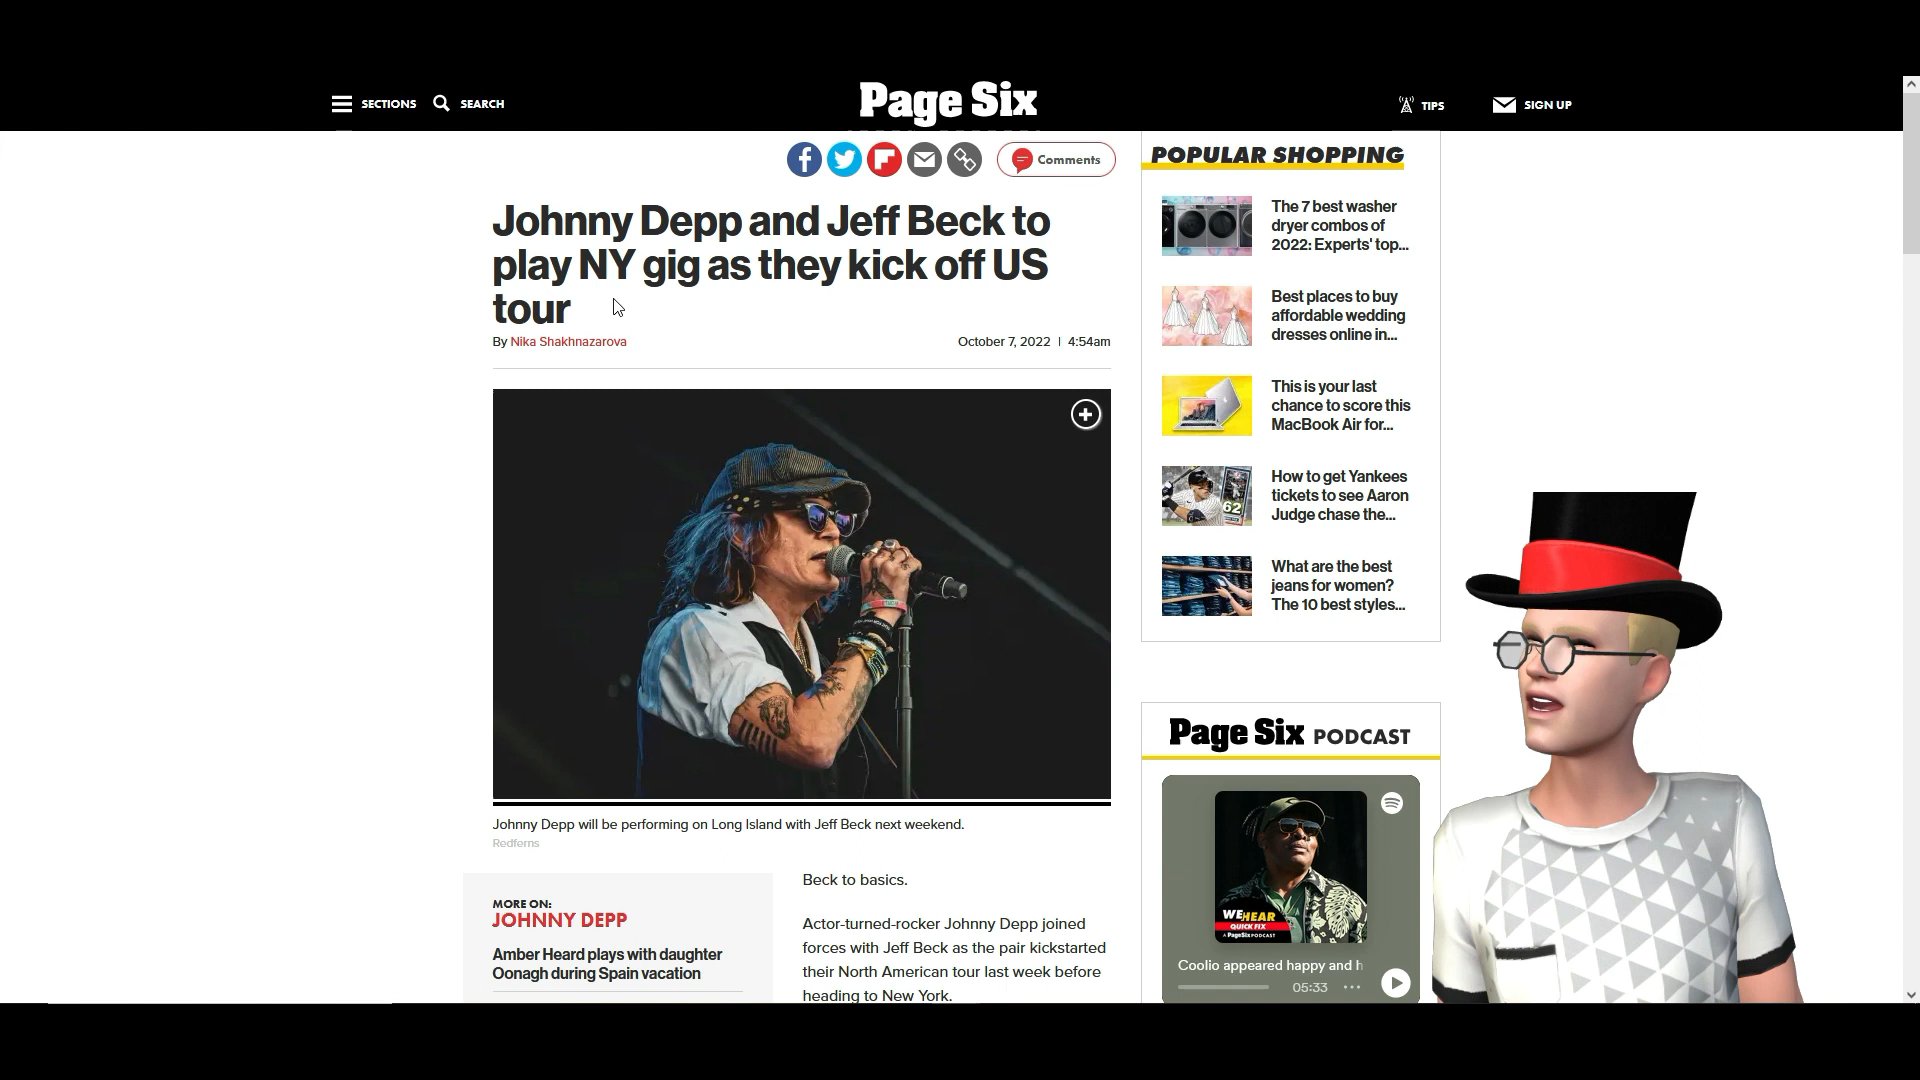 SECTIONS
SEARCH
Page Six
TIPS
SIGN UP
Comments
Johnny Depp and Jeff Beck to
play NY gig as they kick off US
tour
By Nika Shakhnazarova
October 7, 2022 | 4:54am
Johnny Depp will be performing on Long Island with Jeff Beck next weekend.
Redferns
MORE ON:
JOHNNY DEPP
Amber Heard plays with daughter
Oonagh during Spain vacation
Beck to basics.
Actor-turned-rocker Johnny Depp joined
forces with Jeff Beck as the pair kickstarted
their North American tour last week before
heading to New York.
POPULAR SHOPPING
The 7 best washer
dryer combos of
2022: Experts' top...
Best places to buy
affordable wedding
dresses online in...
This is your last
chance to score this
MacBook Air for...
How to get Yankees
tickets to see Aaron
Judge chase the...
62
What are the best
jeans for women?
The 10 best styles...
Page Six PODCAST
WE HEAR
QUICK FIX
A PageSix PODCAST
Coolio appeared happy and h
05:33